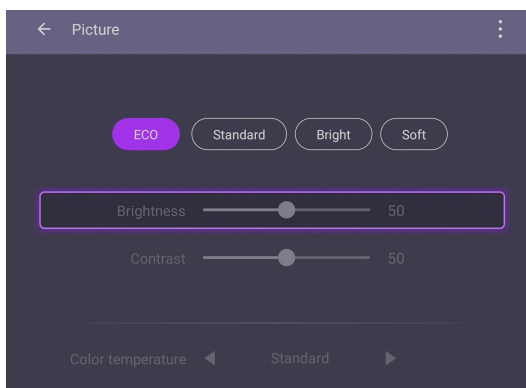 Picture
ECO Standard Bright Soft
Brightness 50
Contrast 50
Color temperature Standard